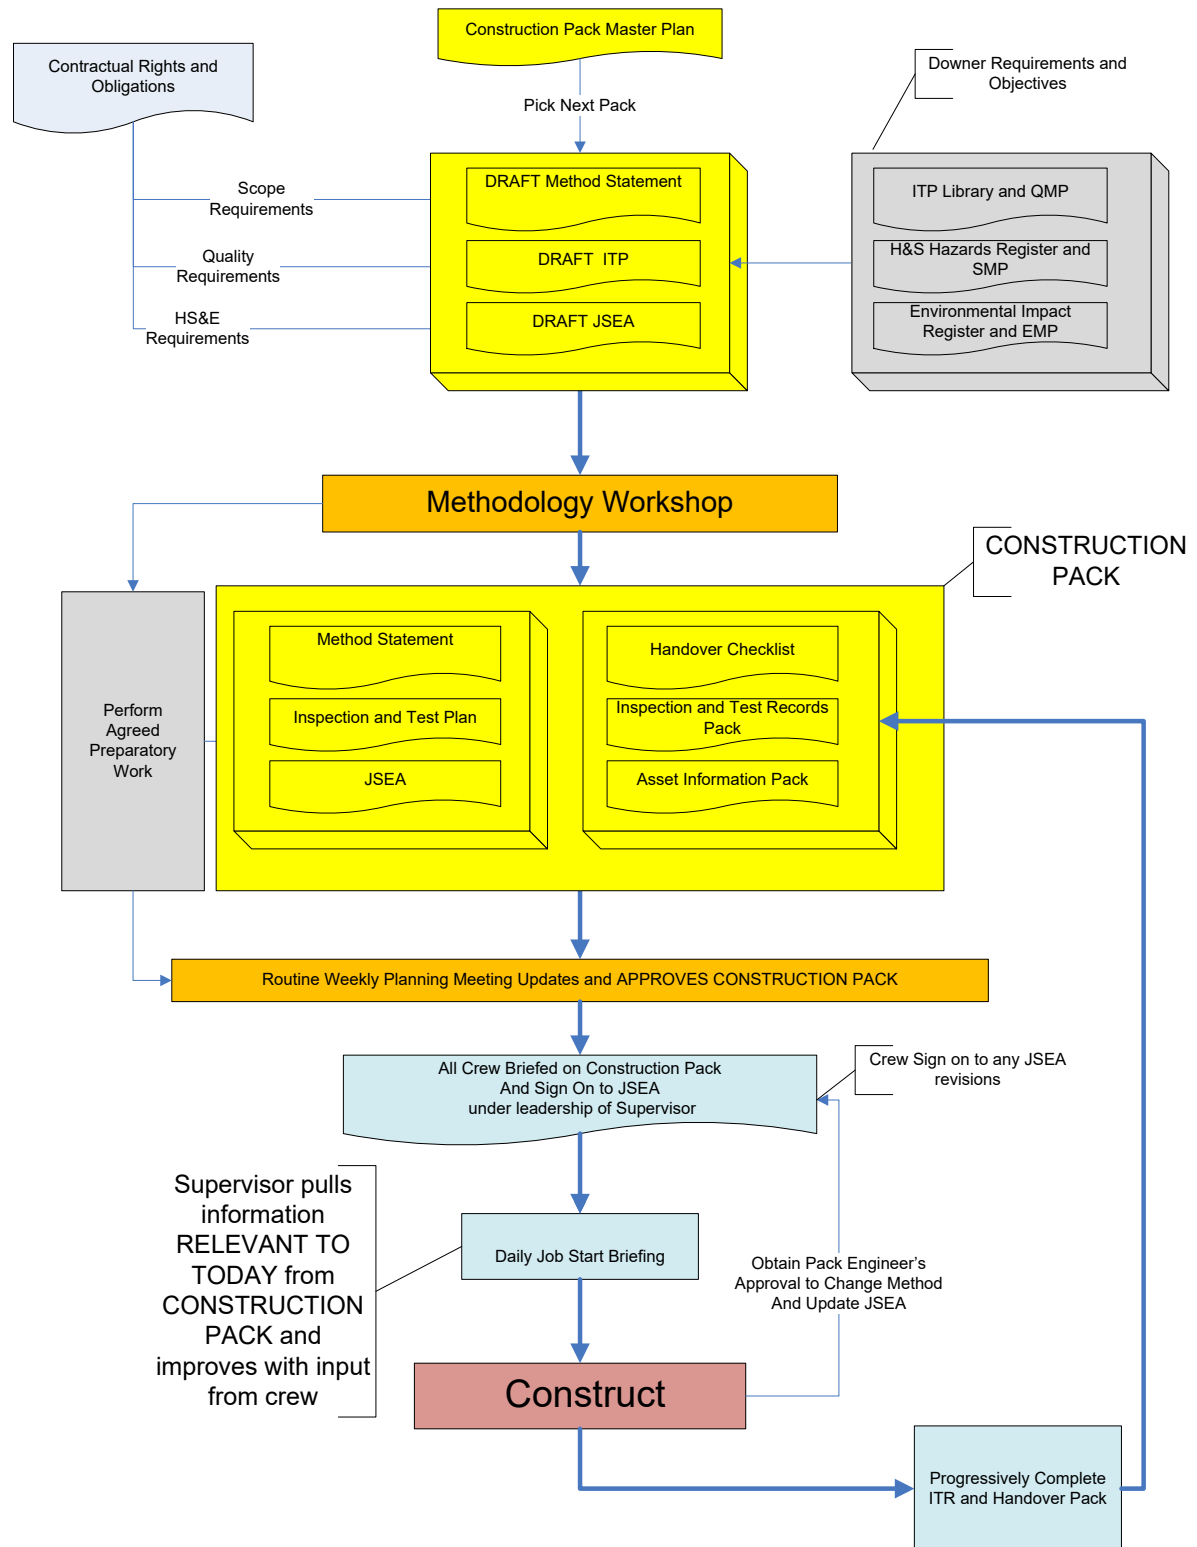 Construction Pack Master Plan
Contractual Rights and
Obligations
Downer Requirements and
Objectives
Pick Next Pack
Scope
Requirements
Quality
Requirements
HS&E
Requirements
DRAFT Method Statement
DRAFT ITP
DRAFT JSEA
ITP Library and QMP
H&S Hazards Register and
SMP
Environmental Impact
Register and EMP
Methodology Workshop
CONSTRUCTION
PACK
Perform
Agreed
Preparatory
Work
Method Statement
Inspection and Test Plan
JSEA
Handover Checklist
Inspection and Test Records
Pack
Asset Information Pack
Routine Weekly Planning Meeting Updates and APPROVES CONSTRUCTION PACK
All Crew Briefed on Construction Pack
And Sign On to JSEA
under leadership of Supervisor
Crew Sign on to any JSEA
revisions
Supervisor pulls
information
RELEVANT TO
TODAY from
CONSTRUCTION
PACK and
improves with input
from crew
Daily Job Start Briefing
Obtain Pack Engineer’s
Approval to Change Method
And Update JSEA
Construct
Progressively Complete
ITR and Handover Pack